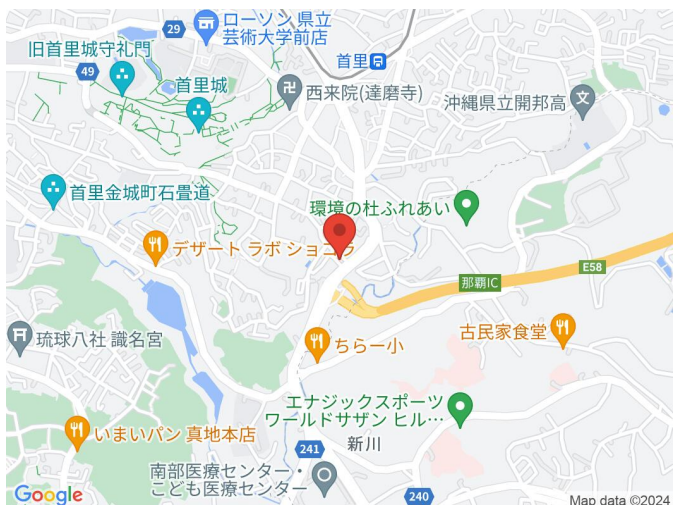 29
ローソン 県立
芸術大学前店
首里
旧首里城守礼門
49
首里城
西来院(達磨寺)
沖縄県立開邦高
文
首里金城町石畳道
環境の杜ふれあい
デザート ラボ ショコラ
E58
那覇IC
琉球八社 識名宮
ちらー小
古民家食堂
エナジックスポーツ
ワールドサザン ヒル…
いまいパン 真地本店
241
新川
南部医療センター・
こども医療センター
240
Google
Map data ©2024